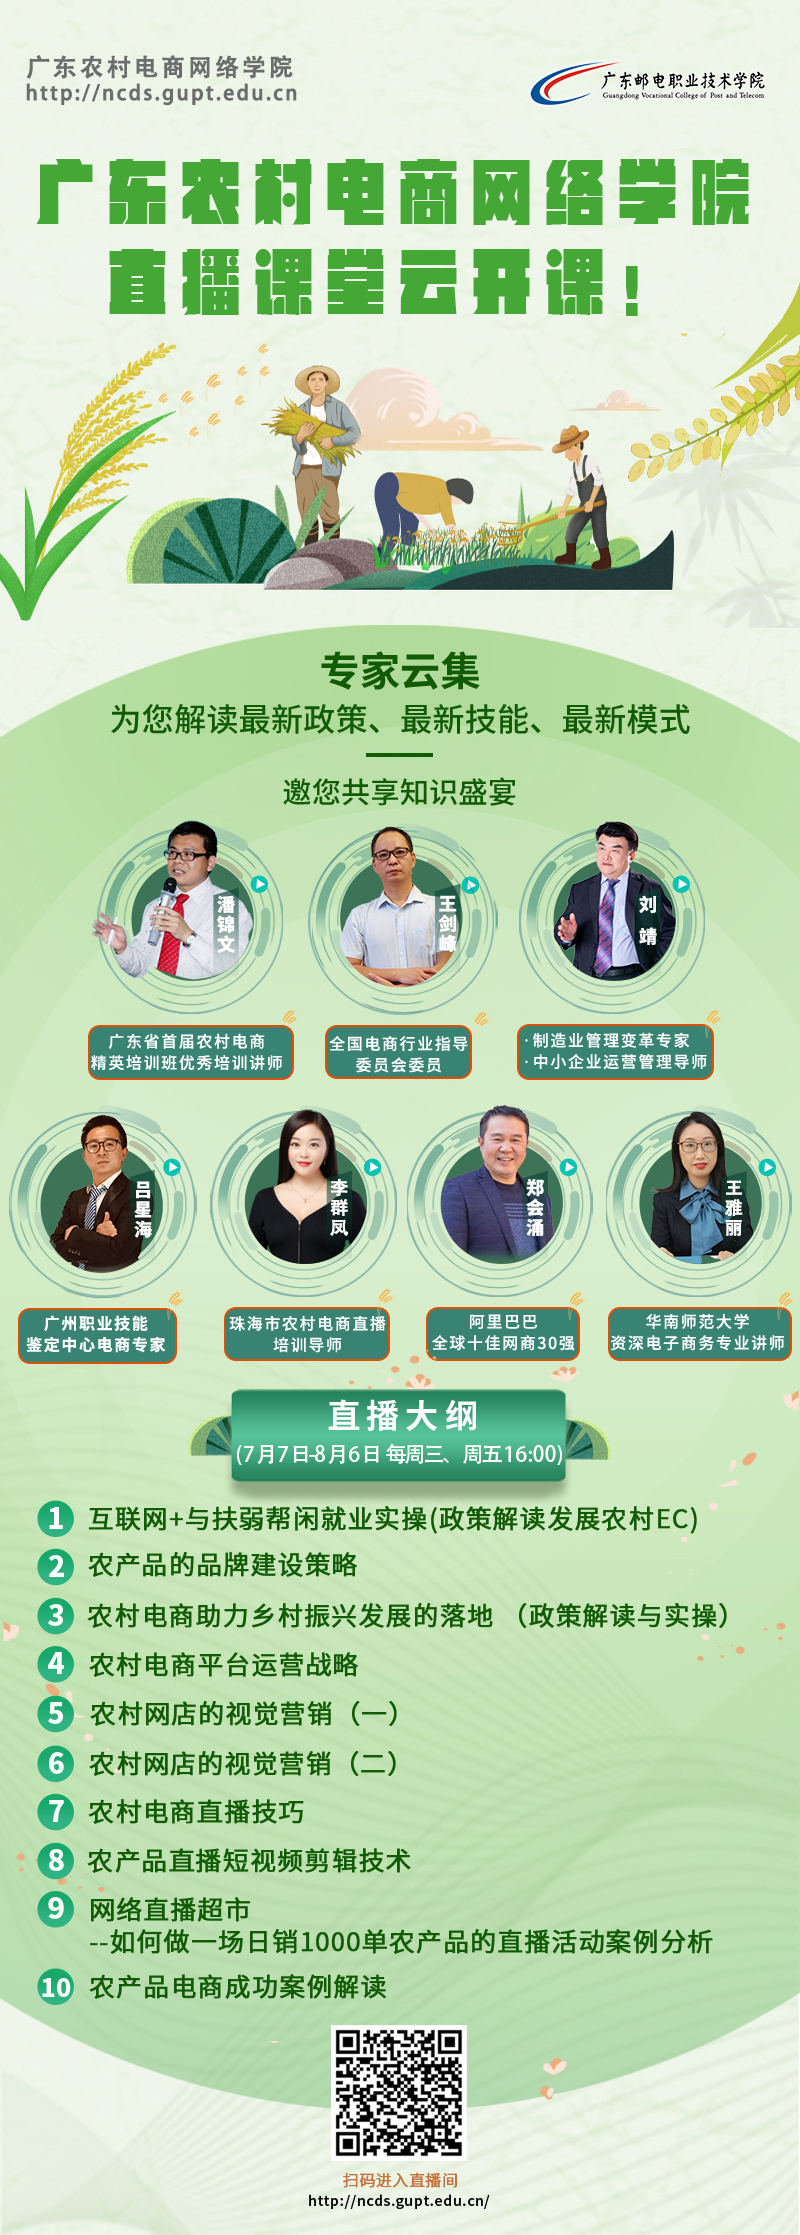 广东农村电商网络学院
http://ncds.gupt.edu.cn
广东邮电职业技术学院
Guangdong Vocational College of Post and Telecom
广东农村电商网络学院
直播课堂云开课!
专家云集
为您解读最新政策、最新技能、最新模式
邀您共享知识盛宴
潘锦文
王剑峰
刘靖
广东省首届农村电商
精英培训班优秀培训讲师
全国电商行业指导
委员会委员
·制造业管理变革专家
·中小企业运营管理导师
吕星海
李群凤
郑会涌
王雅丽
广州职业技能
鉴定中心电商专家
珠海市农村电商直播
培训导师
阿里巴巴
全球十佳网商30强
华南师范大学
资深电子商务专业讲师
直播大纲
(7月7日-8月6日 每周三、周五16:00)
1 互联网+与扶弱帮闲就业实操(政策解读发展农村EC)
2 农产品的品牌建设策略
3 农村电商助力乡村振兴发展的落地 （政策解读与实操）
4 农村电商平台运营战略
5 农村网店的视觉营销（一）
6 农村网店的视觉营销（二）
7 农村电商直播技巧
8 农产品直播短视频剪辑技术
9 网络直播超市
--如何做一场日销1000单农产品的直播活动案例分析
10 农产品电商成功案例解读
扫码进入直播间
http://ncds.gupt.edu.cn/